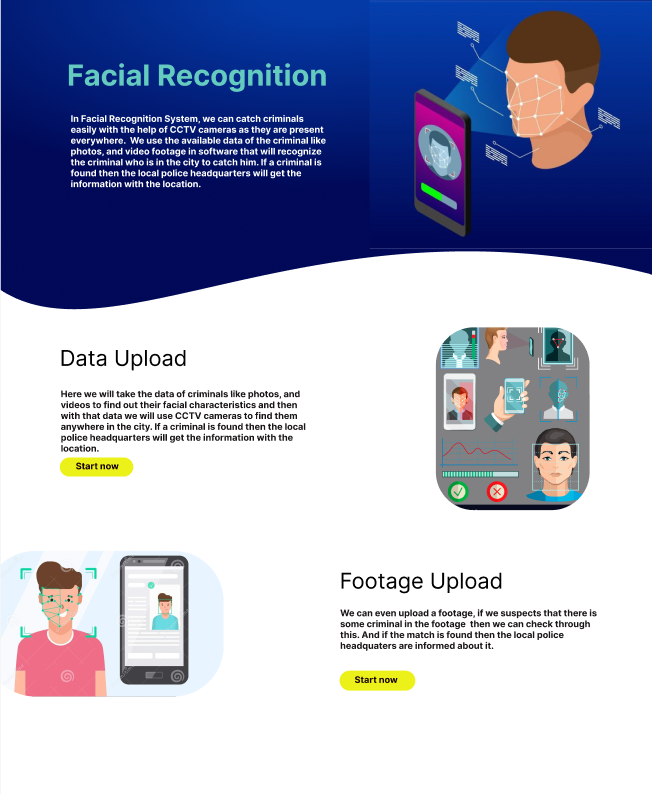 Facial Recognition
In Facial Recognition System, we can catch criminals
easily with the help of CCTV cameras as they are present
everywhere.  We use the available data of the criminal like
photos, and video footage in software that will recognize
the criminal who is in the city to catch him. If a criminal is
found then the local police headquarters will get the
information with the location.
Data Upload
Here we will take the data of criminals like photos, and
videos to find out their facial characteristics and then
with that data we will use CCTV cameras to find them
anywhere in the city. If a criminal is found then the local
police headquarters will get the information with the
location.
Start now
Footage Upload
We can even upload a footage, if we suspects that there is
some criminal in the footage  then we can check through
this. And if the match is found then the local police
headquaters are informed about it.
Start now